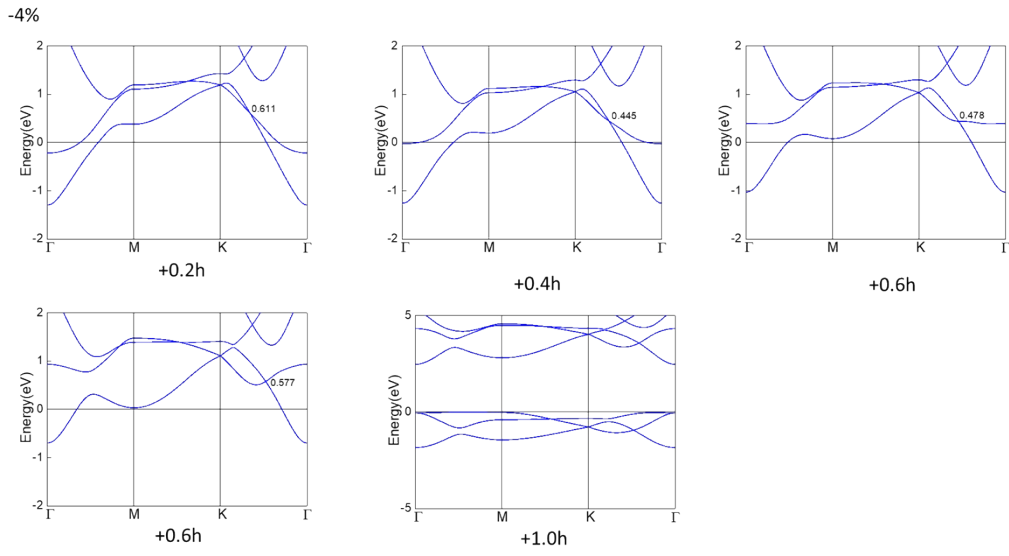 -4%
2
1
0
-1
-2
Energy(eV)
0.611
Γ M K Γ
+0.2h
2
1
0
-1
-2
Energy(eV)
0.445
Γ M K Γ
+0.4h
2
1
0
-1
-2
Energy(eV)
0.478
Γ M K Γ
+0.6h
2
1
0
-1
-2
Energy(eV)
0.577
Γ M K Γ
+0.6h
5
0
-5
Energy(eV)
Γ M K Γ
+1.0h